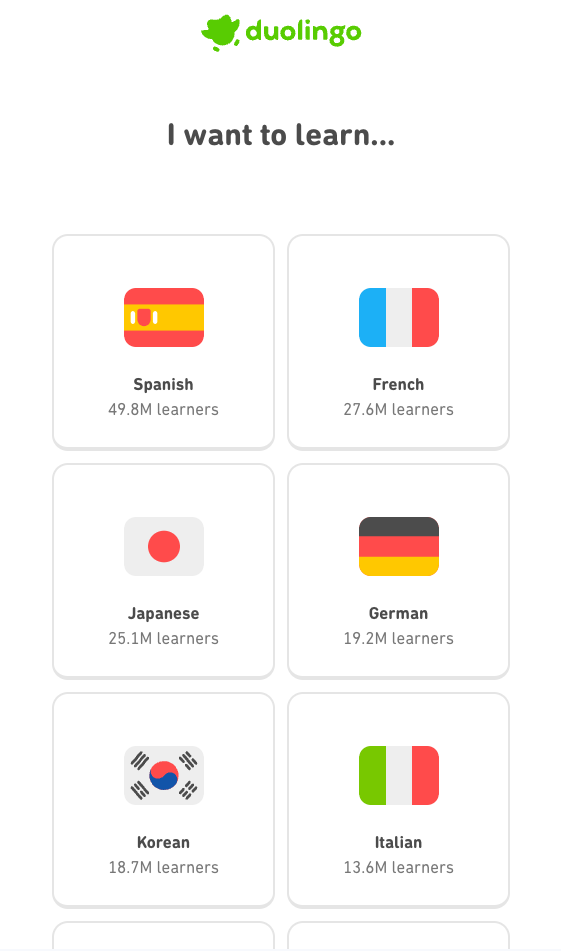 duolingo
I want to learn...
Spanish
49.8M learners
French
27.6M learners
Japanese
25.1M learners
German
19.2M learners
Korean
18.7M learners
Italian
13.6M learners